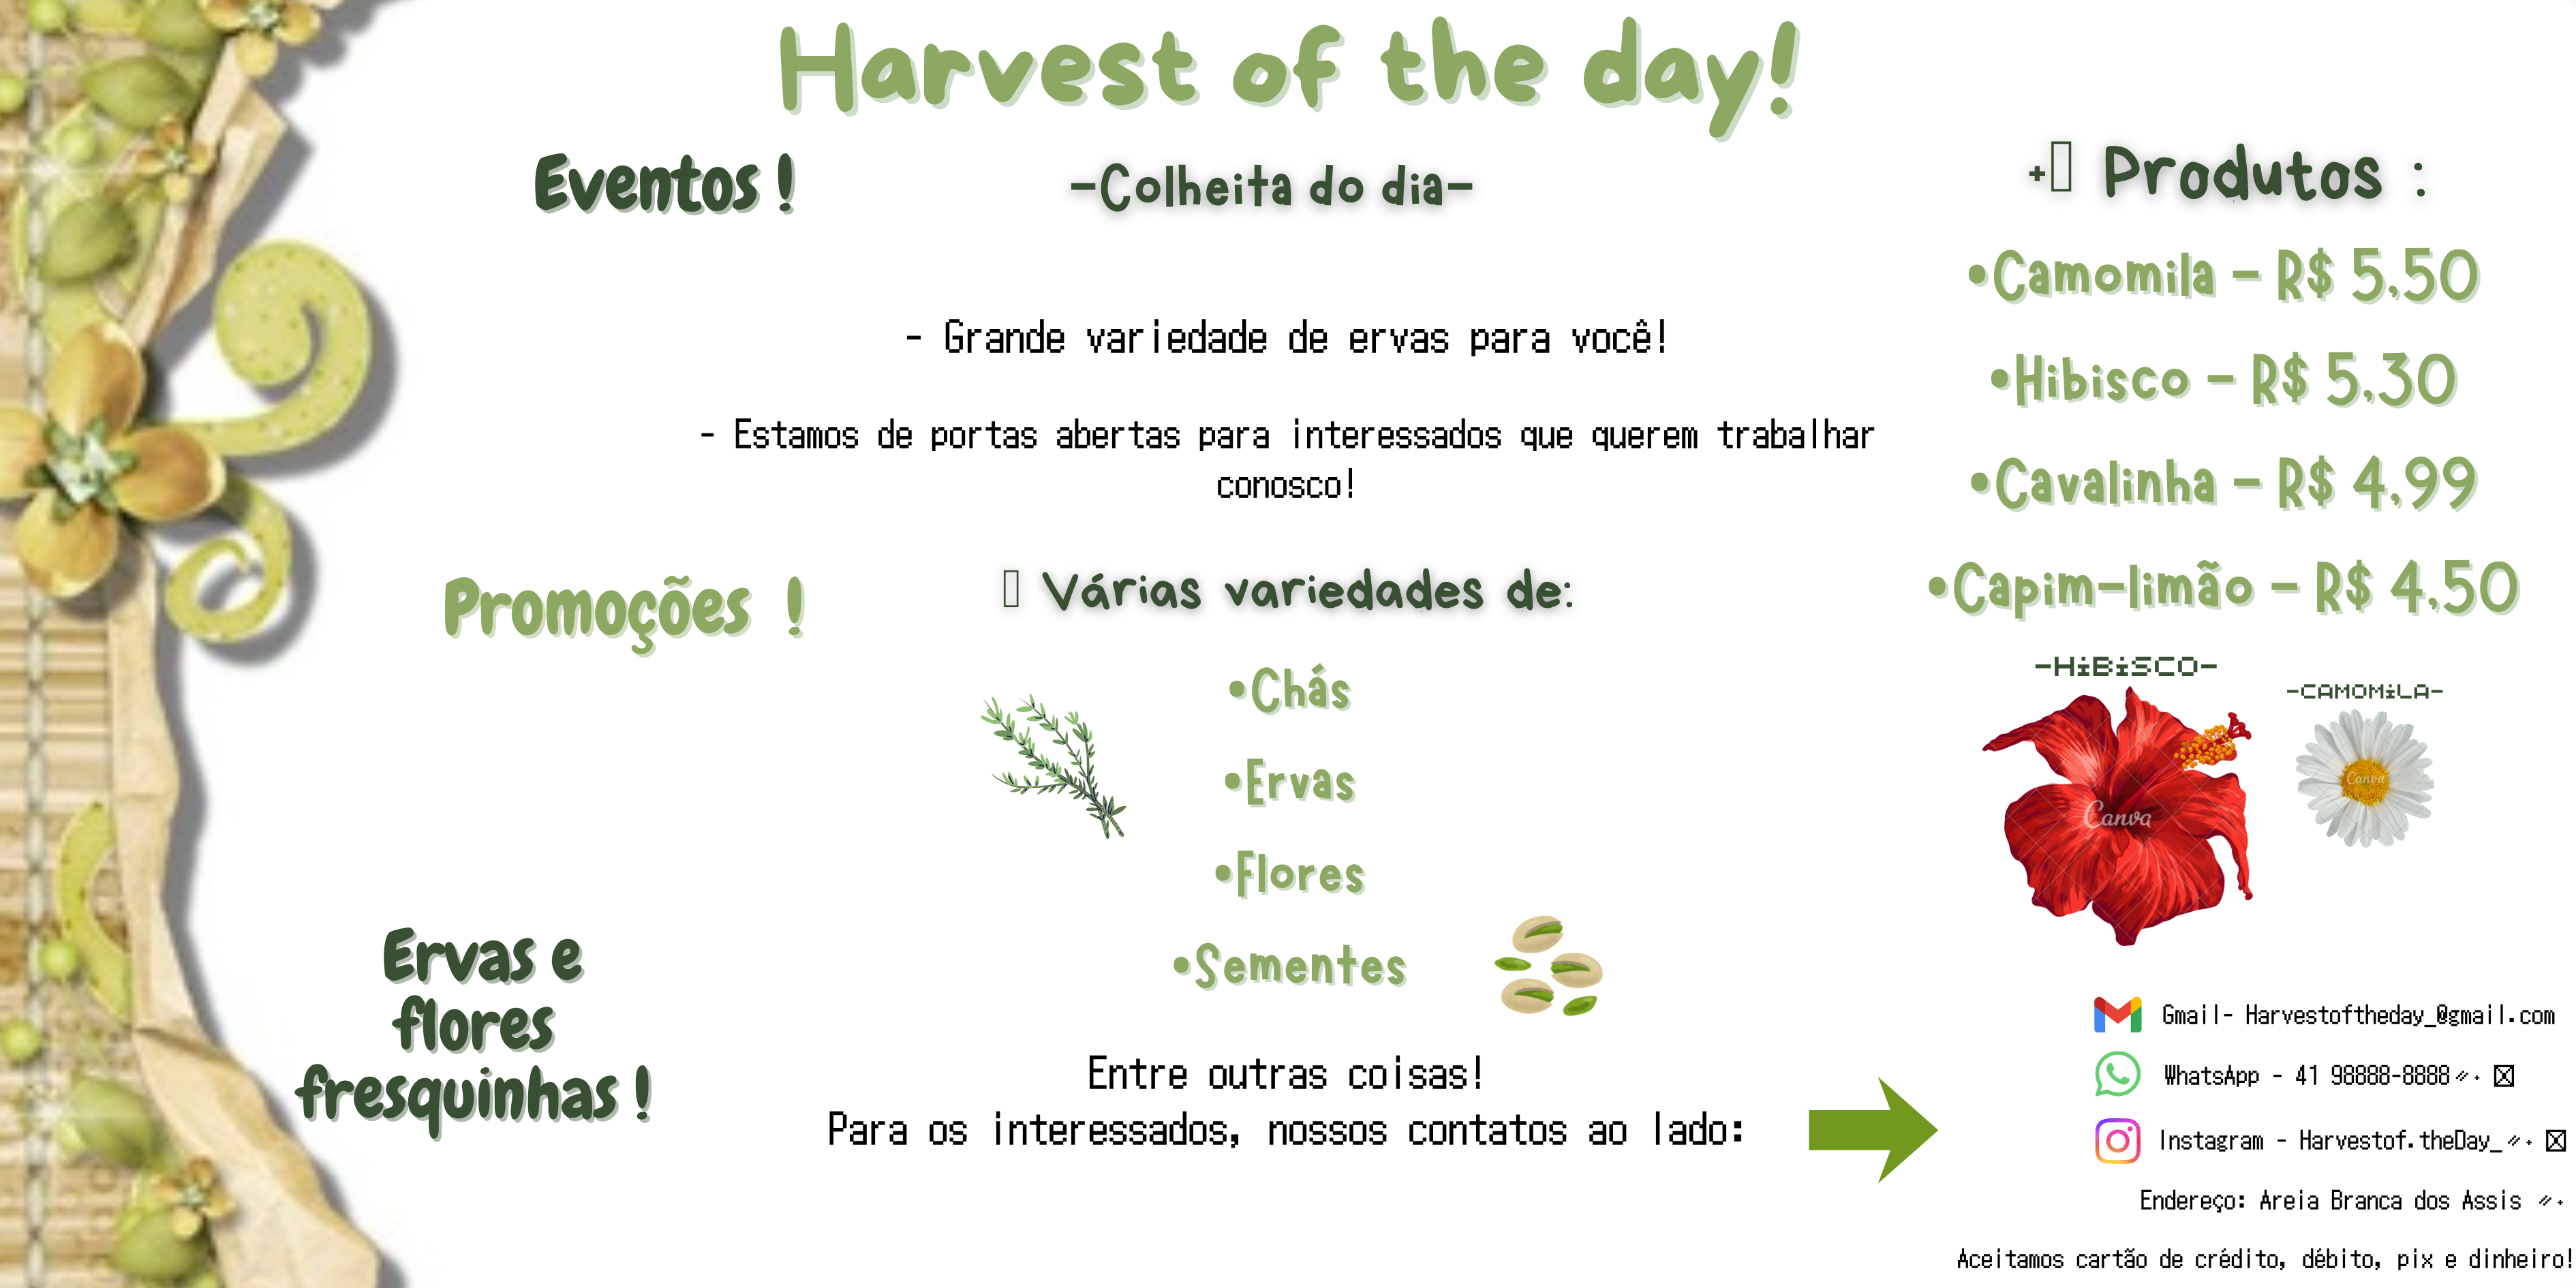 Harvest of the day!
Eventos !
-Colheita do dia-
- Grande variedade de ervas para você!
- Estamos de portas abertas para interessados que querem trabalhar
conosco!
Promoções !
Várias variedades de:
•Chás
•Ervas
•Flores
•Sementes
Ervas e
flores
fresquinhas !
Entre outras coisas!
Para os interessados, nossos contatos ao lado:
+ Produtos :
•Camomila - R$ 5,50
•Hibisco - R$ 5,30
•Cavalinha - R$ 4,99
•Capim-limão - R$ 4,50
-HiBiSCO-
-CAMOMiLA-
Canva
Canva
Gmail- Harvestoftheday_@gmail.com
WhatsApp - 41 98888-8888
Instagram - Harvestof.theDay_
Endereço: Areia Branca dos Assis
Aceitamos cartão de crédito, débito, pix e dinheiro!